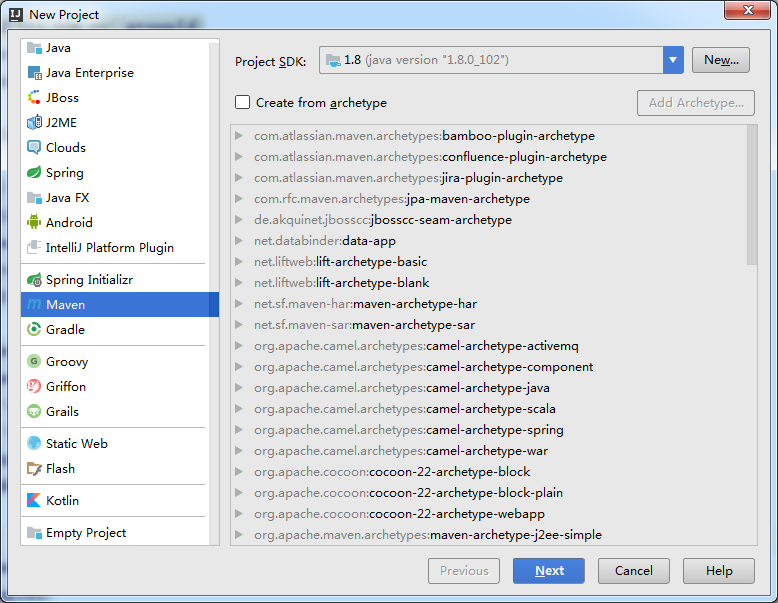 New Project
Java
Java Enterprise
JBoss
J2ME
Clouds
Spring
Java FX
Android
IntelliJ Platform Plugin
Spring Initializr
Maven
Gradle
Groovy
Griffon
Grails
Static Web
Flash
Kotlin
Empty Project
Project SDK: 1.8 (java version "1.8.0_102") New...
Create from archetype Add Archetype...
com.atlassian.maven.archetypes:bamboo-plugin-archetype
com.atlassian.maven.archetypes:confluence-plugin-archetype
com.atlassian.maven.archetypes:jira-plugin-archetype
com.rfc.maven.archetypes:jpa-maven-archetype
de.akquinet.jbosscc:jbosscc-seam-archetype
net.databinder:data-app
net.liftweb:lift-archetype-basic
net.liftweb:lift-archetype-blank
net.sf.maven-har:maven-archetype-har
net.sf.maven-sar:maven-archetype-sar
org.apache.camel.archetypes:camel-archetype-activemq
org.apache.camel.archetypes:camel-archetype-component
org.apache.camel.archetypes:camel-archetype-java
org.apache.camel.archetypes:camel-archetype-scala
org.apache.camel.archetypes:camel-archetype-spring
org.apache.camel.archetypes:camel-archetype-war
org.apache.cocoon:cocoon-22-archetype-block
org.apache.cocoon:cocoon-22-archetype-block-plain
org.apache.cocoon:cocoon-22-archetype-webapp
org.apache.maven.archetypes:maven-archetype-j2ee-simple
Previous Next Cancel Help